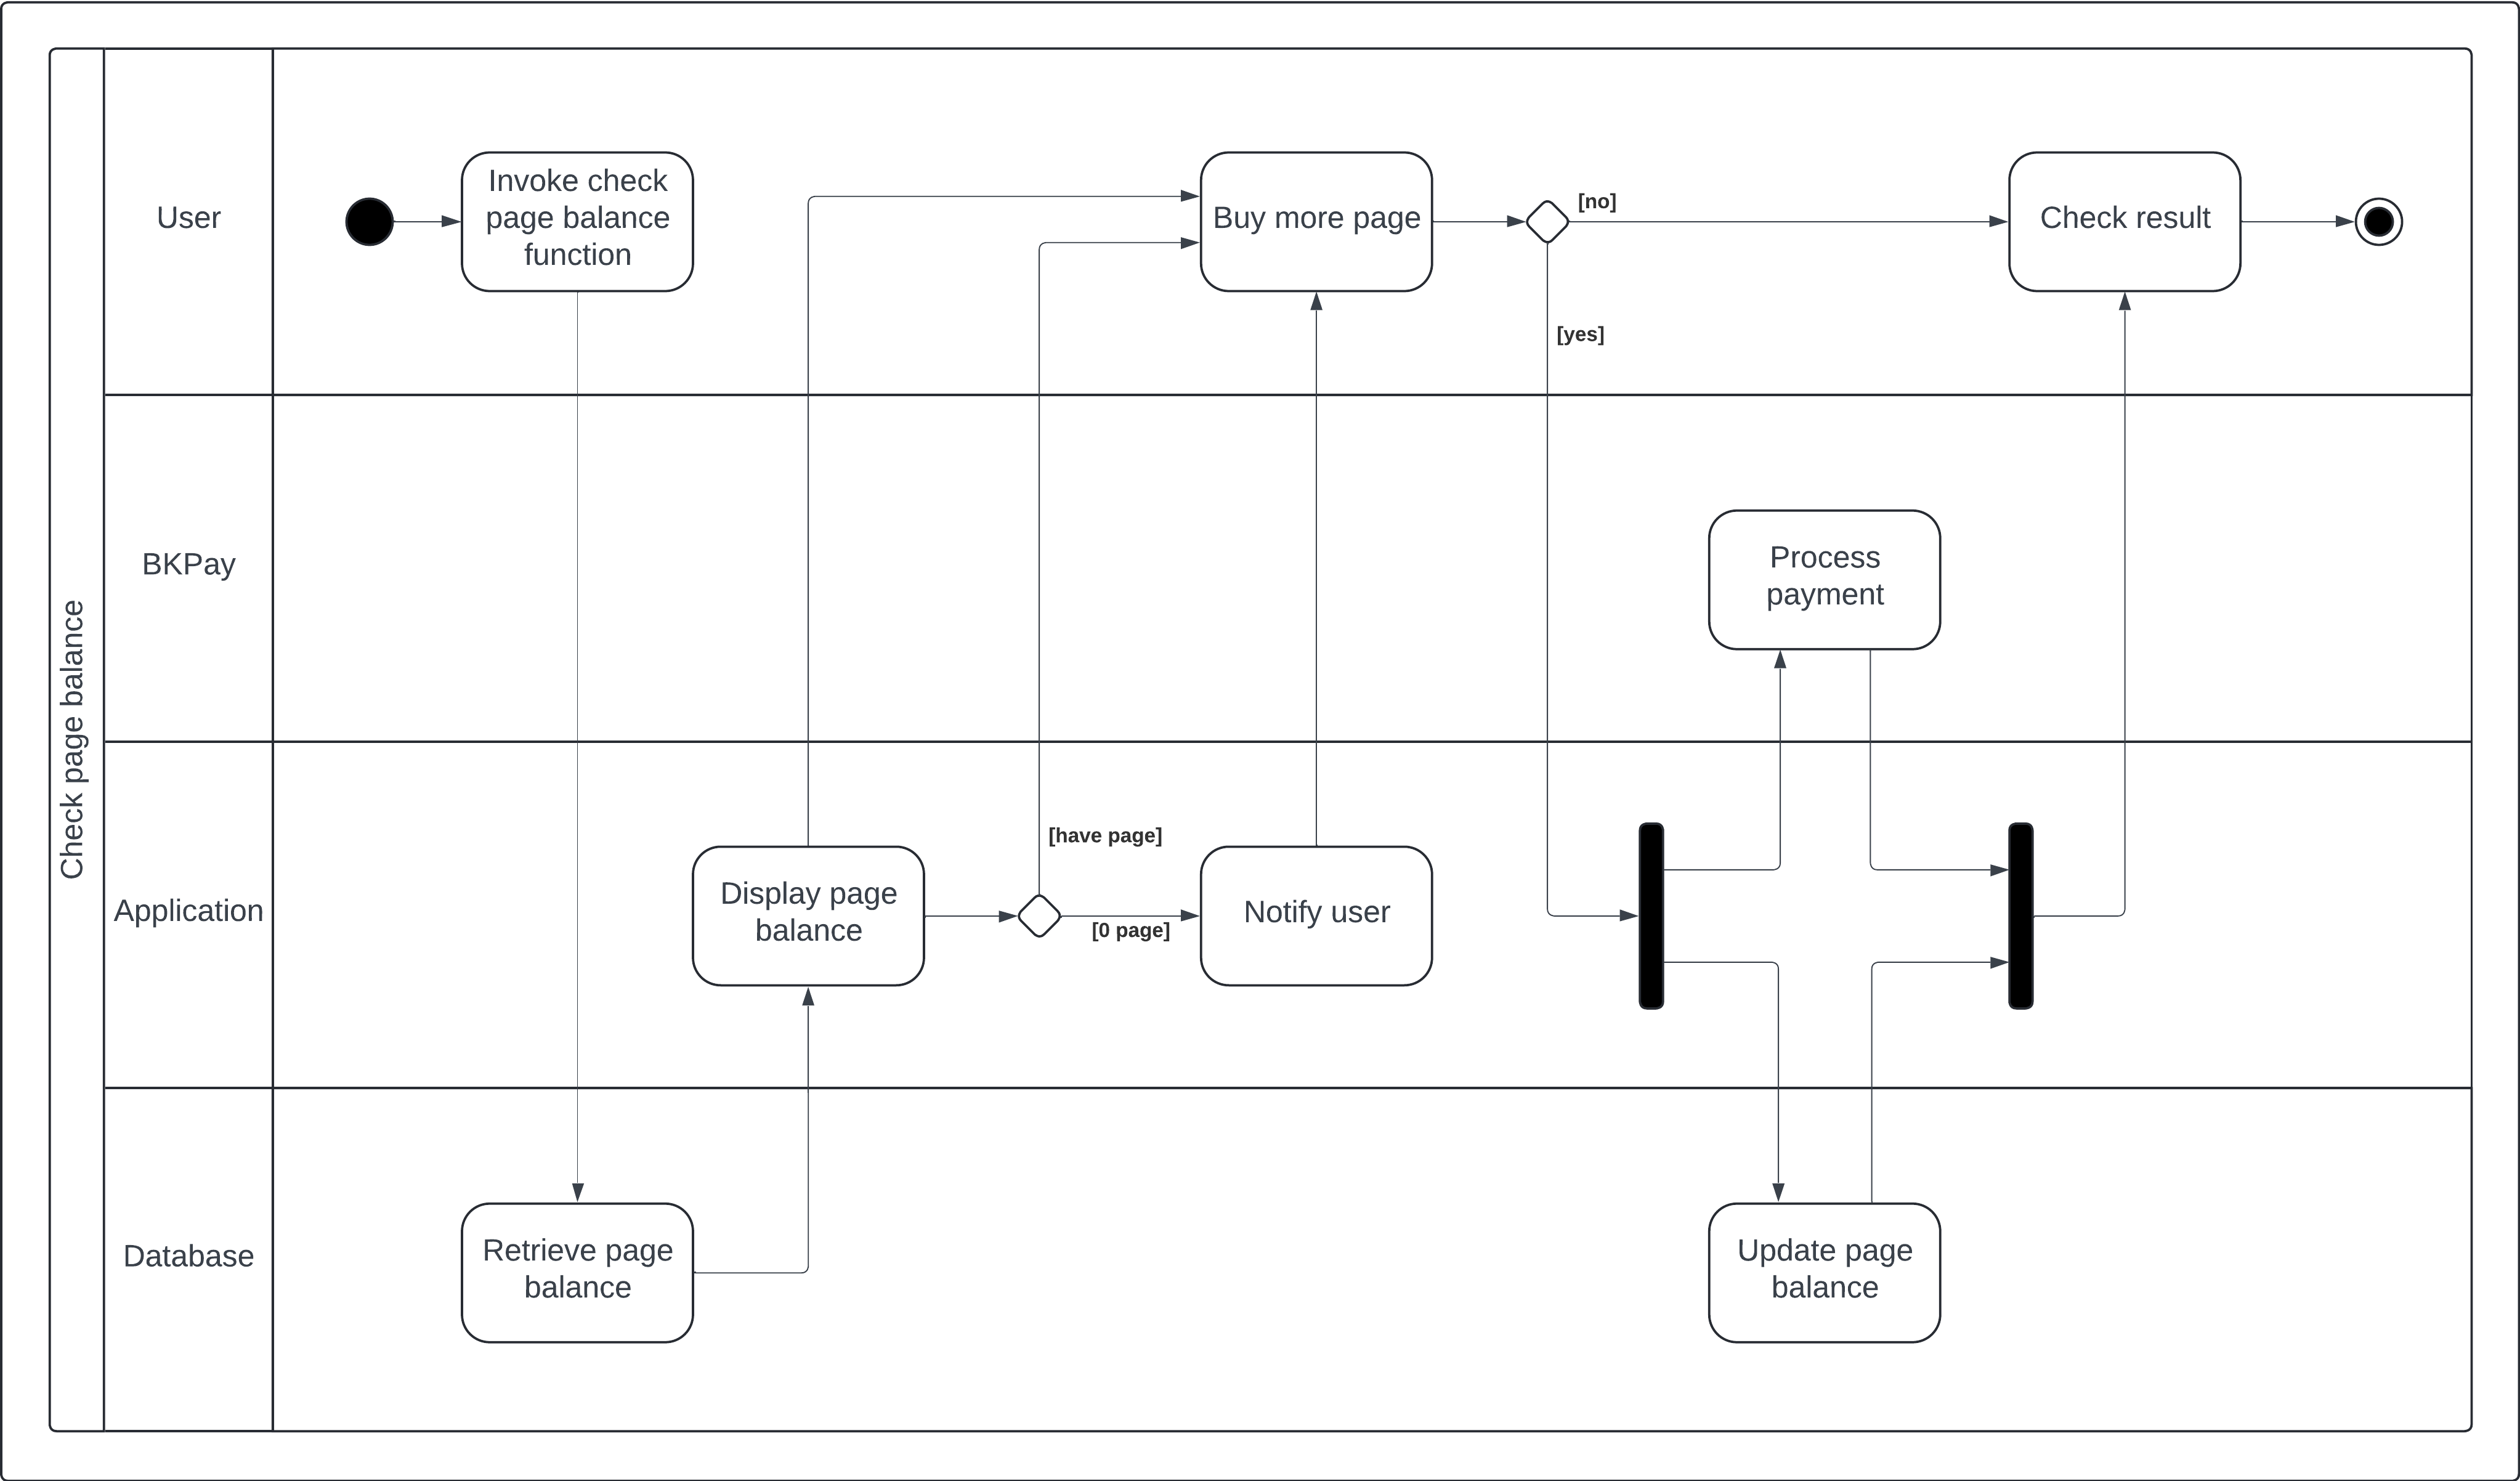 Check page balance
User
Invoke check
page balance
function
Buy more page
[no]
[yes]
Check result
BKPay
Process
payment
Application
Display page
balance
[have page]
[0 page]
Notify user
Database
Retrieve page
balance
Update page
balance